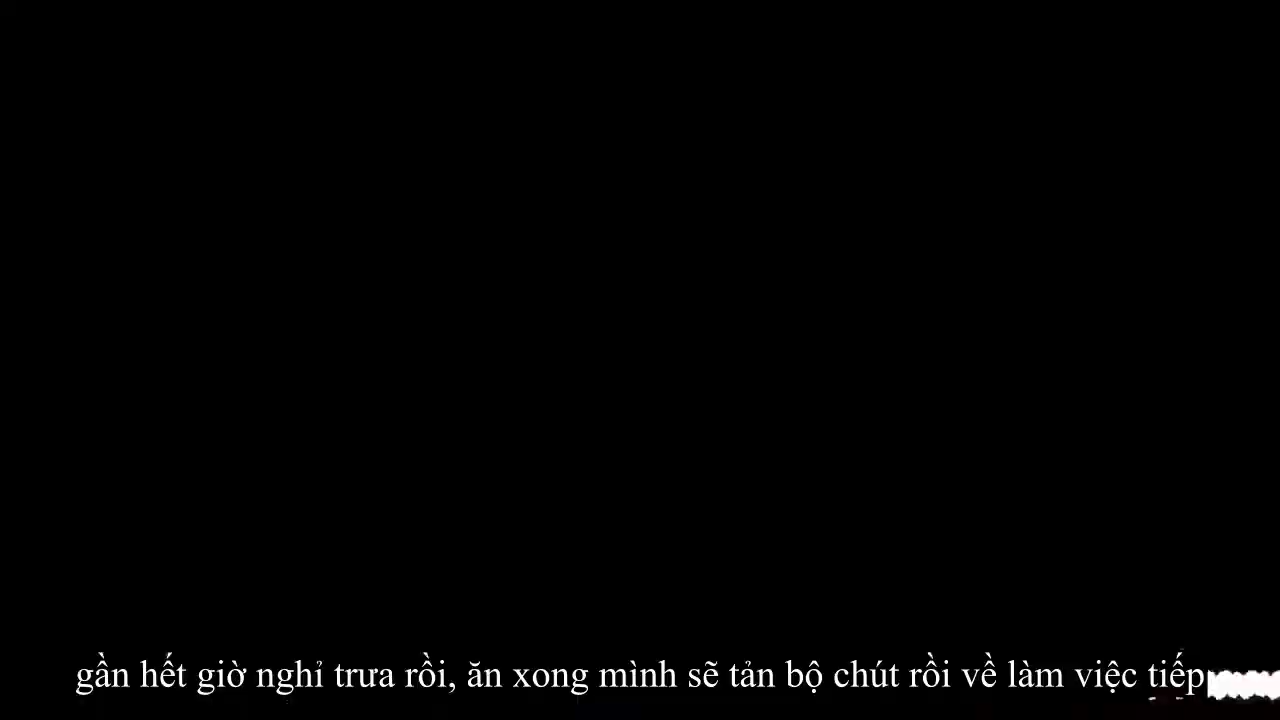 gần hết giờ nghỉ trưa rồi, ăn xong mình sẽ tản bộ chút rồi về làm việc tiếp